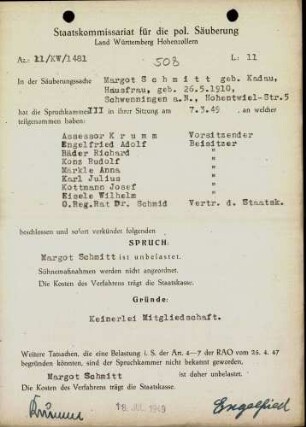 Staatskommissariat für die pol. Säuberung
Land Württemberg Hohenzollern
Az.: 11/KW/1481
503
L: 11
In der Säuberungssache Margot Schmitt geb. Kadau,
Hausfrau, geb. 26.5.1910,
Schwenningen a.N., Hohentwiel-Str.5
hat die Spruchkammer III in ihrer Sitzung am 7.3.49, an welcher
teilgenommen haben:
Assessor Krumm Vorsitzender
Engelfried Adolf Beisitzer
Bäder Richard "
Kons Rudolf "
Märkle Anna "
Karl Julius "
Kottmann Josef "
Eisele Wilhelm "
O.Reg.Rat Dr. Schmid Vertr. d. Staatsk.
beschlossen und sofort verkündet folgenden
SPRUCH:
Margot Schmitt ist unbelastet.
Sühnemaßnahmen werden nicht angeordnet.
Die Kosten des Verfahrens trägt die Staatskasse.
Gründe:
Keinerlei Mitgliedschaft.
Weitere Tatsachen, die eine Belastung i. S. der Art. 4—7 der RAO vom 25. 4. 47
begründen könnten, sind der Spruchkammer nicht bekannt geworden.
Margot Schmitt ist daher unbelastet.
Die Kosten des Verfahrens trägt die Staatskasse.
Krumm
1949
Engelfried